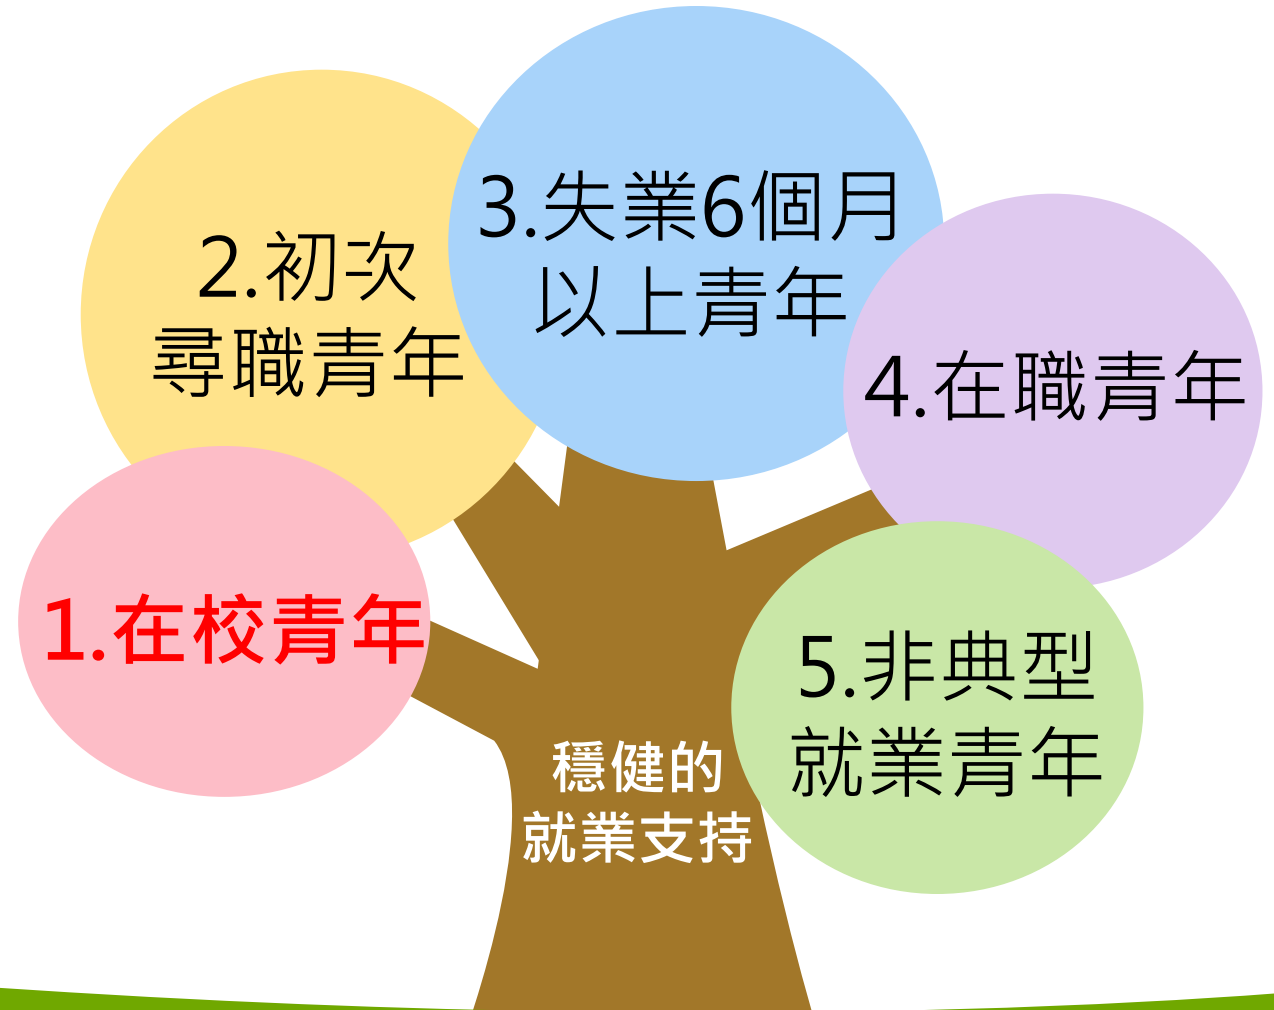 1.在校青年
2.初次
尋職青年
3.失業6個月
以上青年
4.在職青年
5.非典型
就業青年
穩健的
就業支持